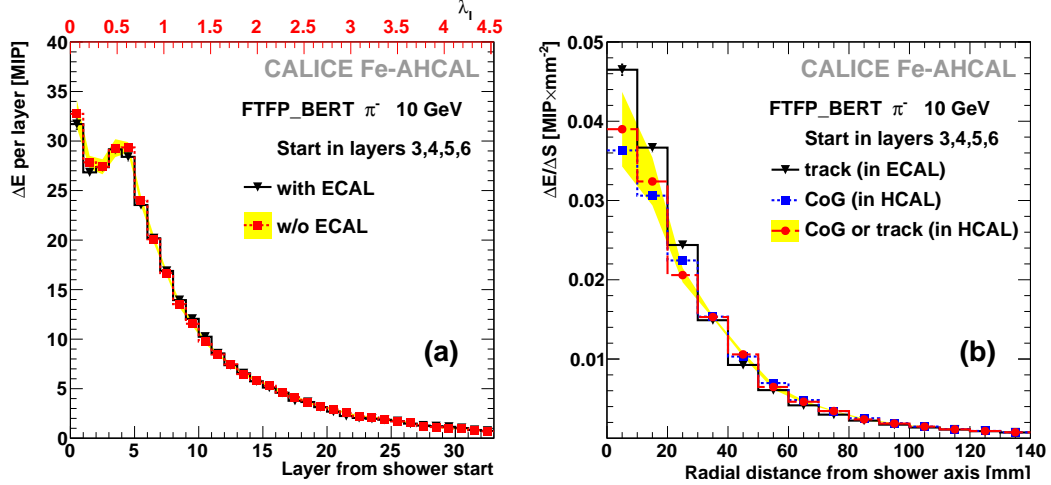 λI
0 0.5 1 1.5 2 2.5 3 3.5 4 4.5
ΔE per layer [MIP]
40
35
30
25
20
15
10
5
0
CALICE Fe-AHCAL
FTFP_BERT π- 10 GeV
Start in layers 3,4,5,6
with ECAL
w/o ECAL
(a)
0 5 10 15 20 25 30
Layer from shower start
ΔE/ΔS [MIP×mm-2]
0.05
0.04
0.03
0.02
0.01
CALICE Fe-AHCAL
FTFP_BERT π- 10 GeV
Start in layers 3,4,5,6
track (in ECAL)
CoG (in HCAL)
CoG or track (in HCAL)
(b)
0 20 40 60 80 100 120 140
Radial distance from shower axis [mm]